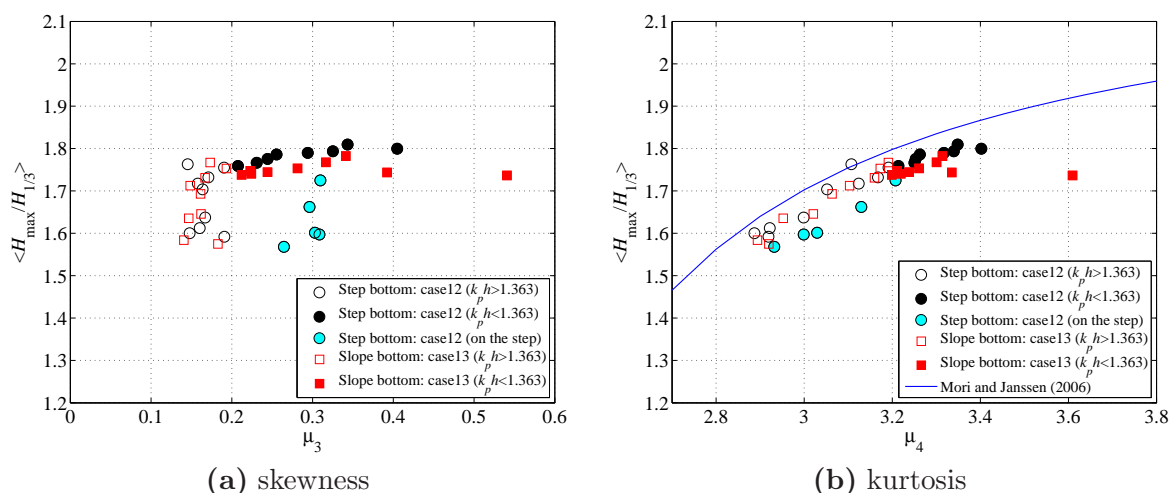 2.1
2
1.9
1.8
1.7
1.6
1.5
1.4
1.3
1.2
<H_max/H_1/3>
0 0.1 0.2 0.3 0.4 0.5 0.6
μ_3
Step bottom: case12 (k_p h>1.363)
Step bottom: case12 (k_p h<1.363)
Step bottom: case12 (on the step)
Slope bottom: case13 (k_p h>1.363)
Slope bottom: case13 (k_p h<1.363)
(a) skewness
2.1
2
1.9
1.8
1.7
1.6
1.5
1.4
1.3
1.2
<H_max/H_1/3>
2.8 3 3.2 3.4 3.6 3.8
μ_4
Step bottom: case12 (k_p h>1.363)
Step bottom: case12 (k_p h<1.363)
Step bottom: case12 (on the step)
Slope bottom: case13 (k_p h>1.363)
Slope bottom: case13 (k_p h<1.363)
Mori and Janssen (2006)
(b) kurtosis